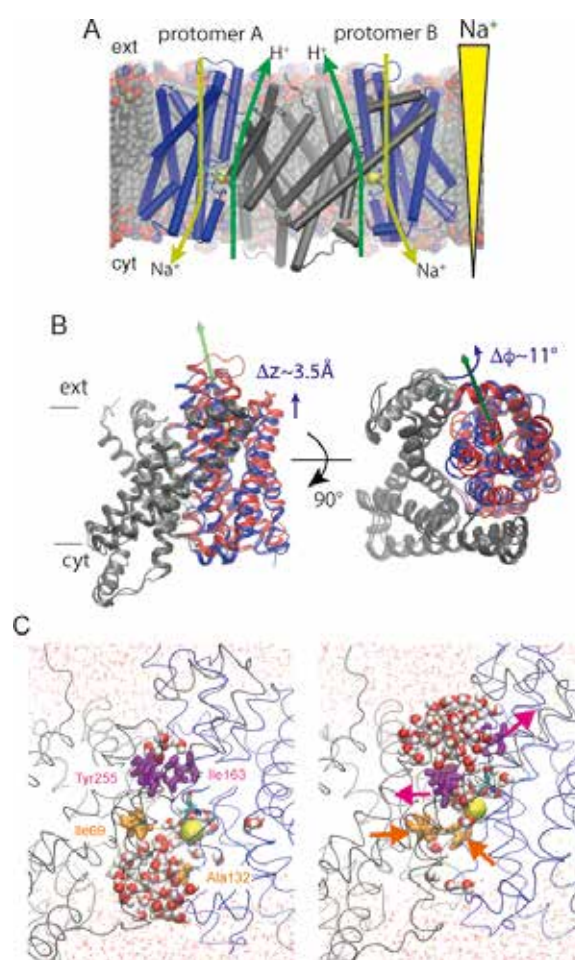 A
ext
protomer A
H⁺
H⁺
protomer B
Na⁺
cyt
Na⁺
Na⁺
B
ext
Δz~3.5Å
Δϕ~11°
90°
cyt
C
Tyr255
Ile163
Ile69
Ala132